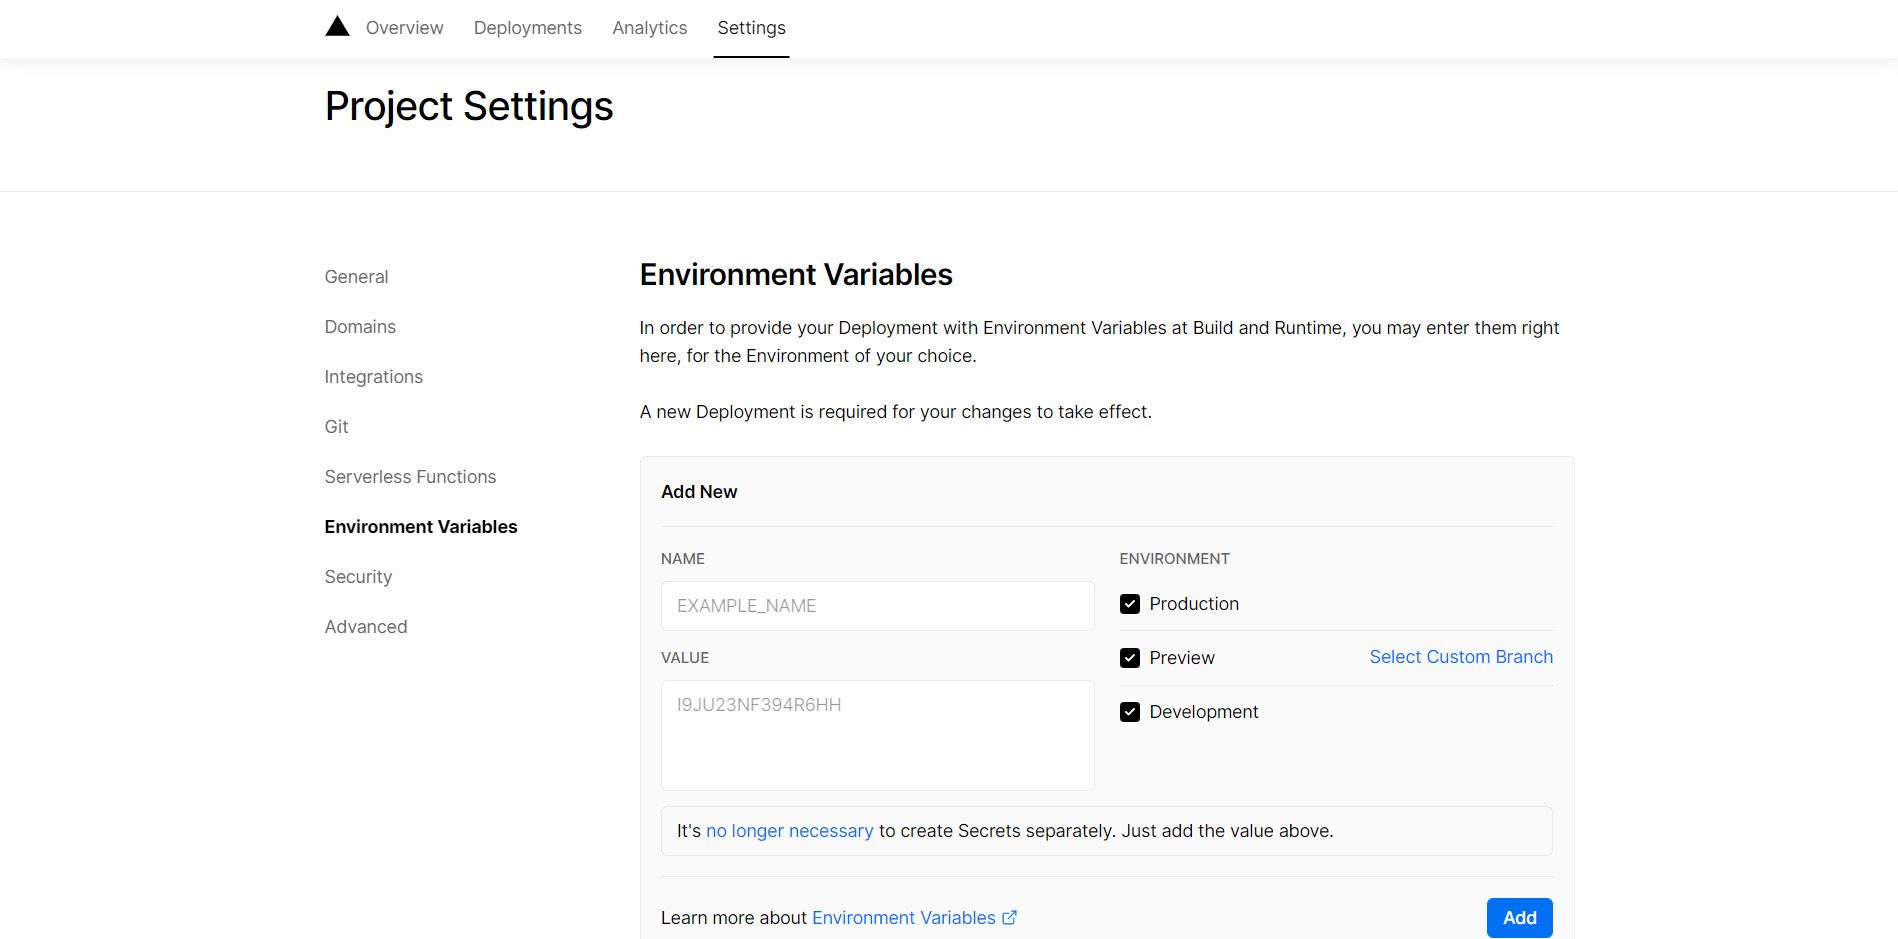 Overview Deployments Analytics Settings
Project Settings
General
Domains
Integrations
Git
Serverless Functions
Environment Variables
Security
Advanced
Environment Variables
In order to provide your Deployment with Environment Variables at Build and Runtime, you may enter them right
here, for the Environment of your choice.
A new Deployment is required for your changes to take effect.
Add New
NAME
EXAMPLE_NAME
VALUE
I9JU23NF394R6HH
ENVIRONMENT
Production
Preview Select Custom Branch
Development
It's no longer necessary to create Secrets separately. Just add the value above.
Learn more about Environment Variables
Add